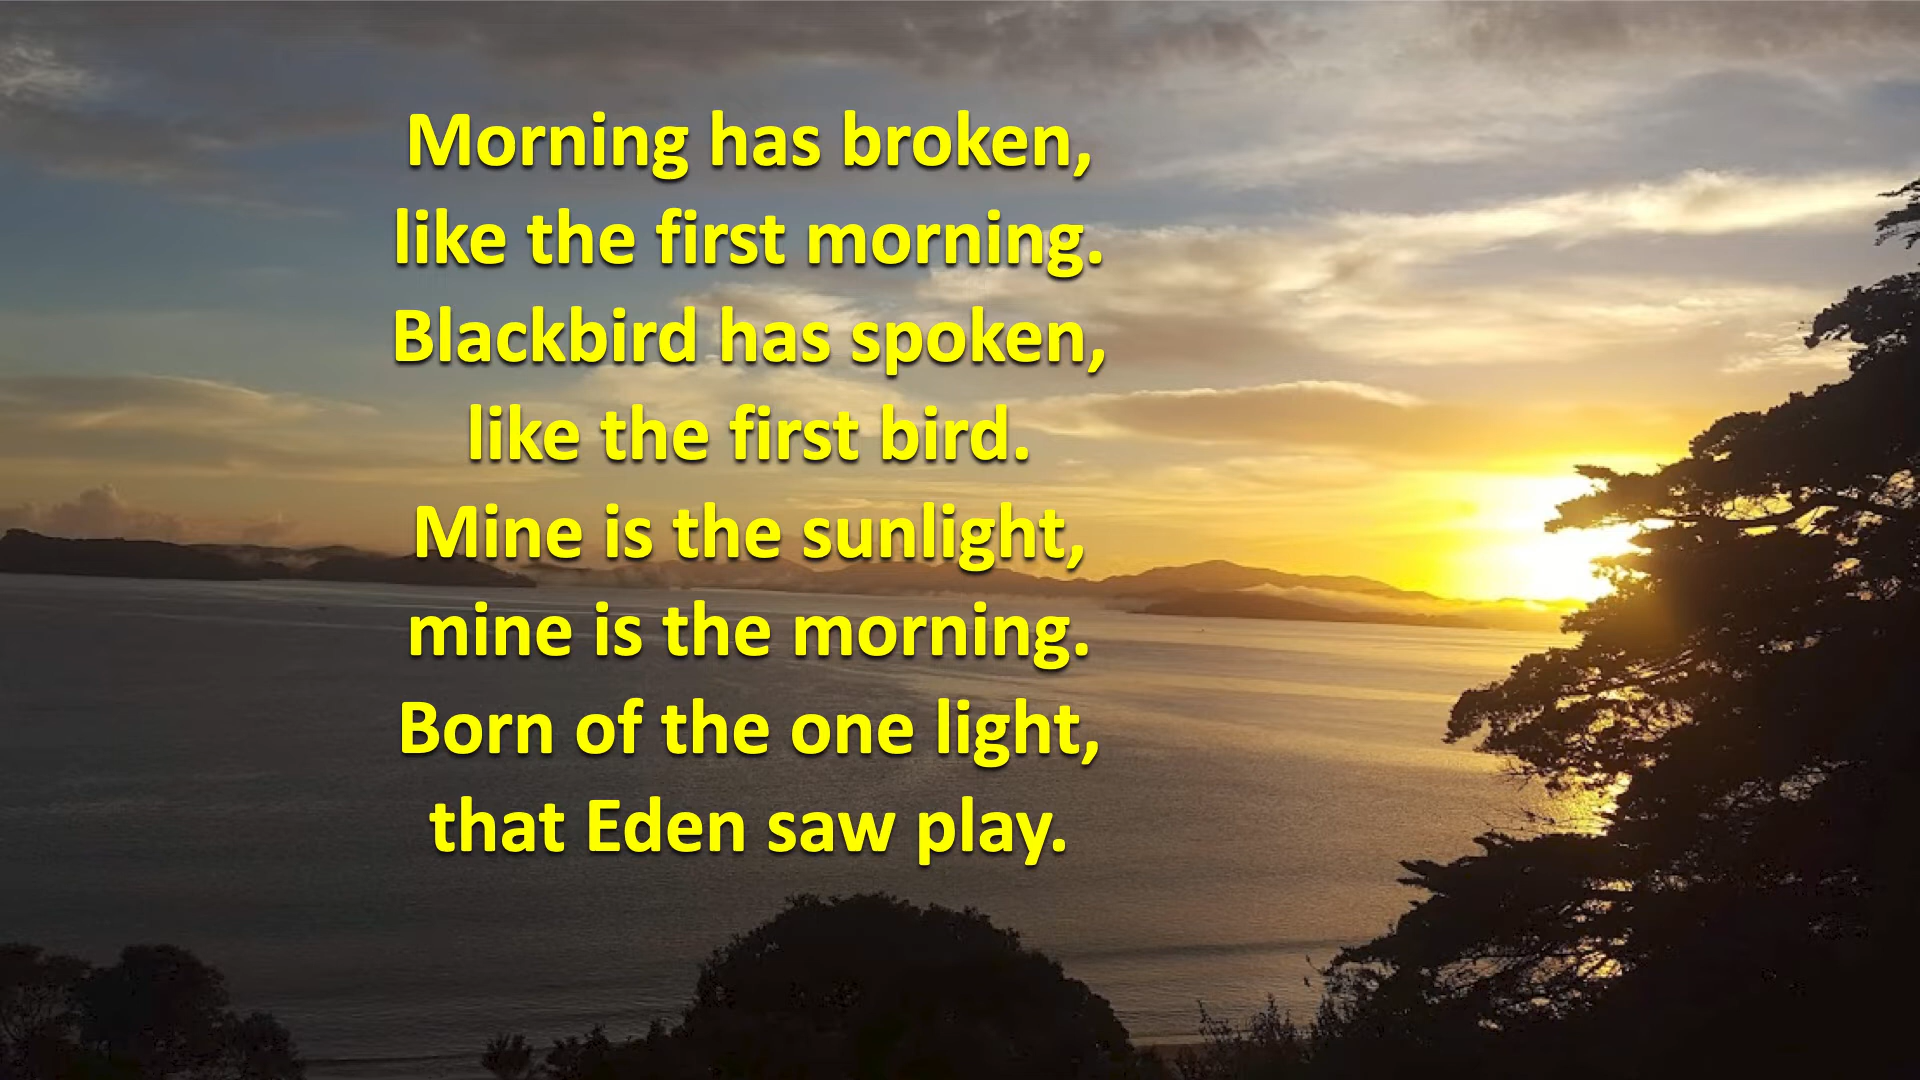 Morning has broken,
like the first morning.
Blackbird has spoken,
like the first bird.
Mine is the sunlight,
mine is the morning.
Born of the one light,
that Eden saw play.